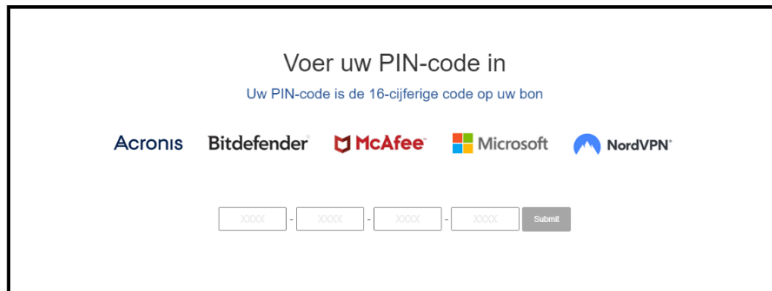 Voer uw PIN-code in
Uw PIN-code is de 16-cijferige code op uw bon
Acronis Bitdefender McAfee Microsoft NordVPN
XXXX - XXXX - XXXX - XXXX Submit